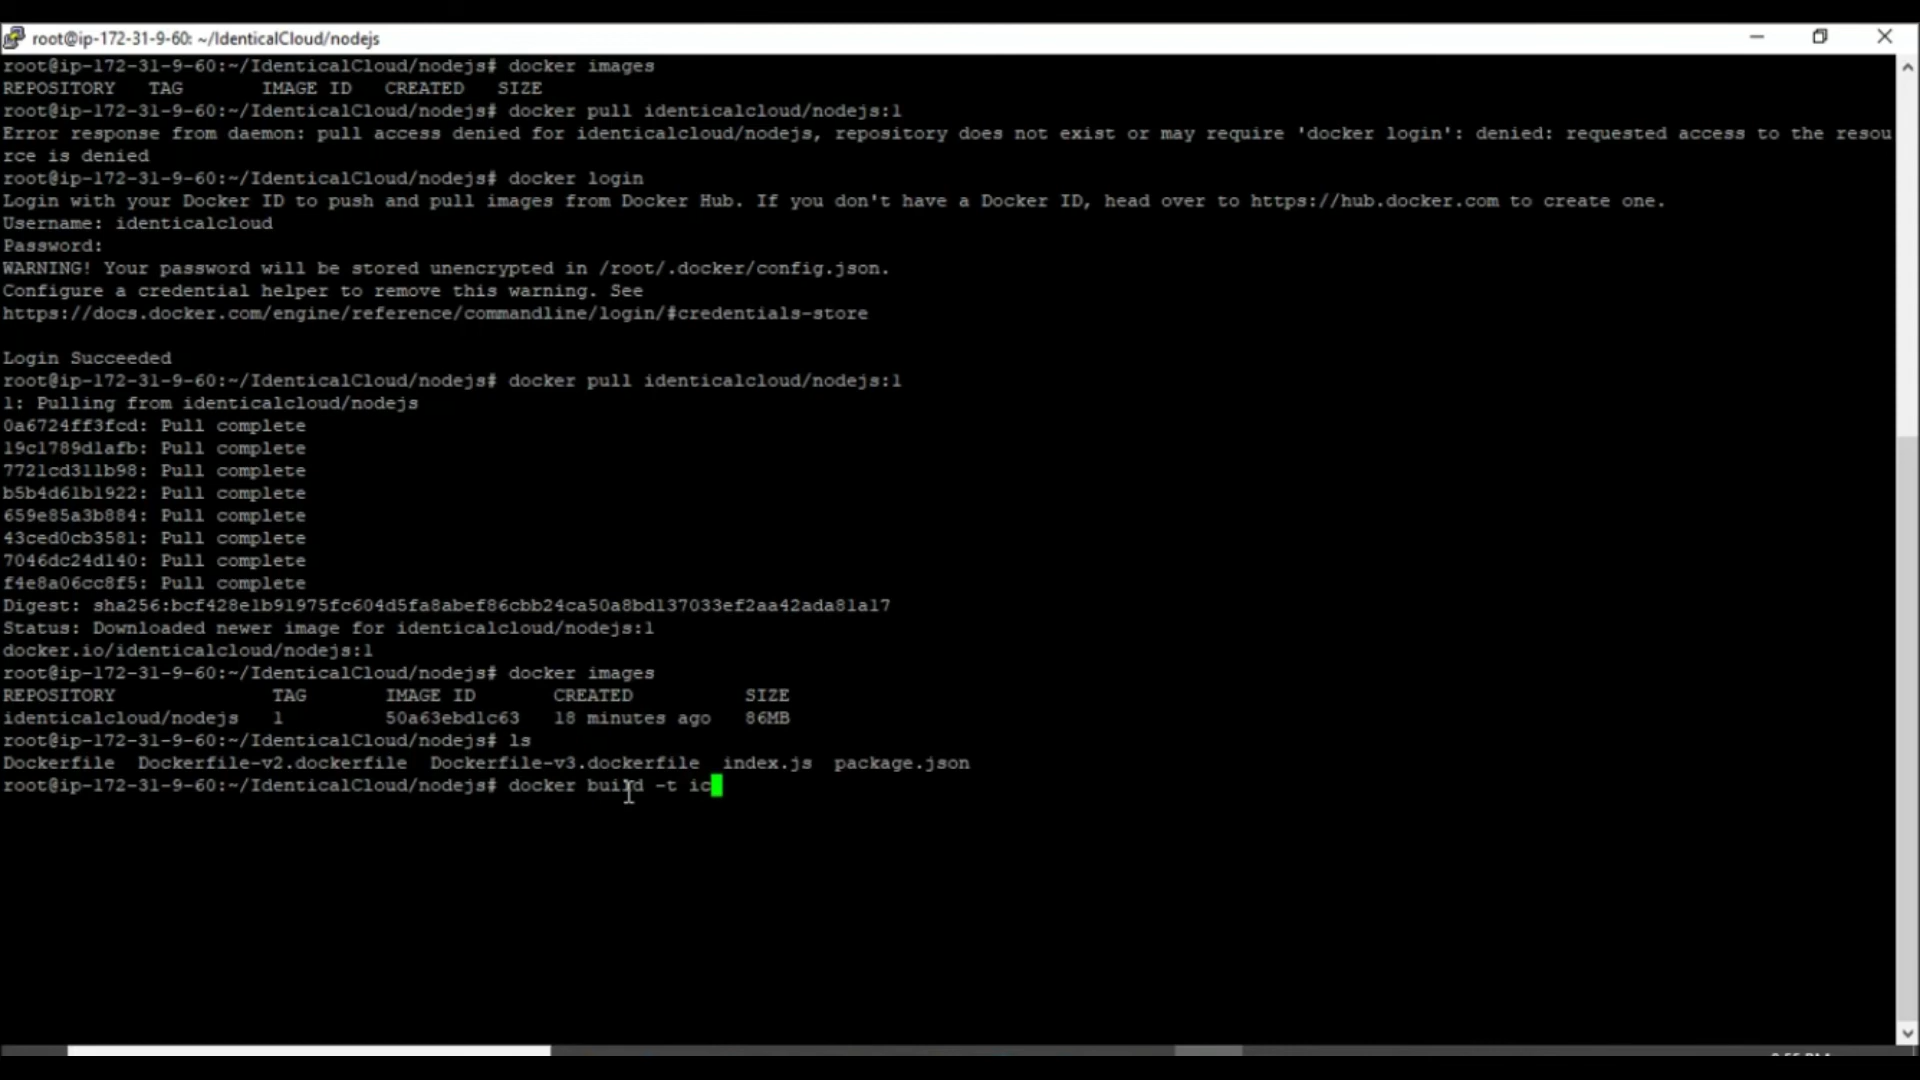 root@ip-172-31-9-60: ~/IdenticalCloud/nodejs
root@ip-172-31-9-60:~/IdenticalCloud/nodejs# docker images
REPOSITORY TAG IMAGE ID CREATED SIZE
root@ip-172-31-9-60:~/IdenticalCloud/nodejs# docker pull identicalcloud/nodejs:1
Error response from daemon: pull access denied for identicalcloud/nodejs, repository does not exist or may require 'docker login': denied: requested access to the resou
rce is denied
root@ip-172-31-9-60:~/IdenticalCloud/nodejs# docker login
Login with your Docker ID to push and pull images from Docker Hub. If you don't have a Docker ID, head over to https://hub.docker.com to create one.
Username: identicalcloud
Password:
WARNING! Your password will be stored unencrypted in /root/.docker/config.json.
Configure a credential helper to remove this warning. See
https://docs.docker.com/engine/reference/commandline/login/#credentials-store
Login Succeeded
root@ip-172-31-9-60:~/IdenticalCloud/nodejs# docker pull identicalcloud/nodejs:1
1: Pulling from identicalcloud/nodejs
0a6724ff3fcd: Pull complete
19c1789d1afb: Pull complete
7721cd311b98: Pull complete
b5b4d61b1922: Pull complete
659e85a3b884: Pull complete
43ced0cb3581: Pull complete
7046dc24d140: Pull complete
f4e8a06cc8f5: Pull complete
Digest: sha256:bcf428e1b91975fc604d5fa8abef86cbb24ca50a8bd137033ef2aa42ada81a17
Status: Downloaded newer image for identicalcloud/nodejs:1
docker.io/identicalcloud/nodejs:1
root@ip-172-31-9-60:~/IdenticalCloud/nodejs# docker images
REPOSITORY TAG IMAGE ID CREATED SIZE
identicalcloud/nodejs 1 50a63ebd1c63 18 minutes ago 86MB
root@ip-172-31-9-60:~/IdenticalCloud/nodejs# ls
Dockerfile Dockerfile-v2.dockerfile Dockerfile-v3.dockerfile index.js package.json
root@ip-172-31-9-60:~/IdenticalCloud/nodejs# docker build -t ic